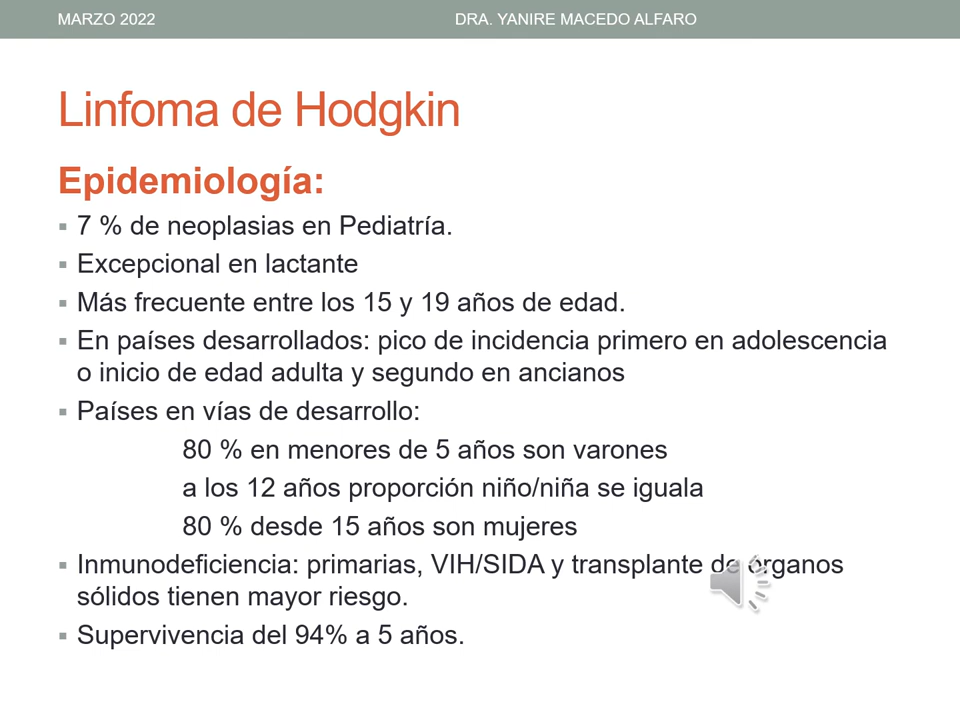 MARZO 2022 DRA. YANIRE MACEDO ALFARO
Linfoma de Hodgkin
Epidemiología:
▪ 7 % de neoplasias en Pediatría.
▪ Excepcional en lactante
▪ Más frecuente entre los 15 y 19 años de edad.
▪ En países desarrollados: pico de incidencia primero en adolescencia
o inicio de edad adulta y segundo en ancianos
▪ Países en vías de desarrollo:
80 % en menores de 5 años son varones
a los 12 años proporción niño/niña se iguala
80 % desde 15 años son mujeres
▪ Inmunodeficiencia: primarias, VIH/SIDA y transplante de órganos
sólidos tienen mayor riesgo.
▪ Supervivencia del 94% a 5 años.